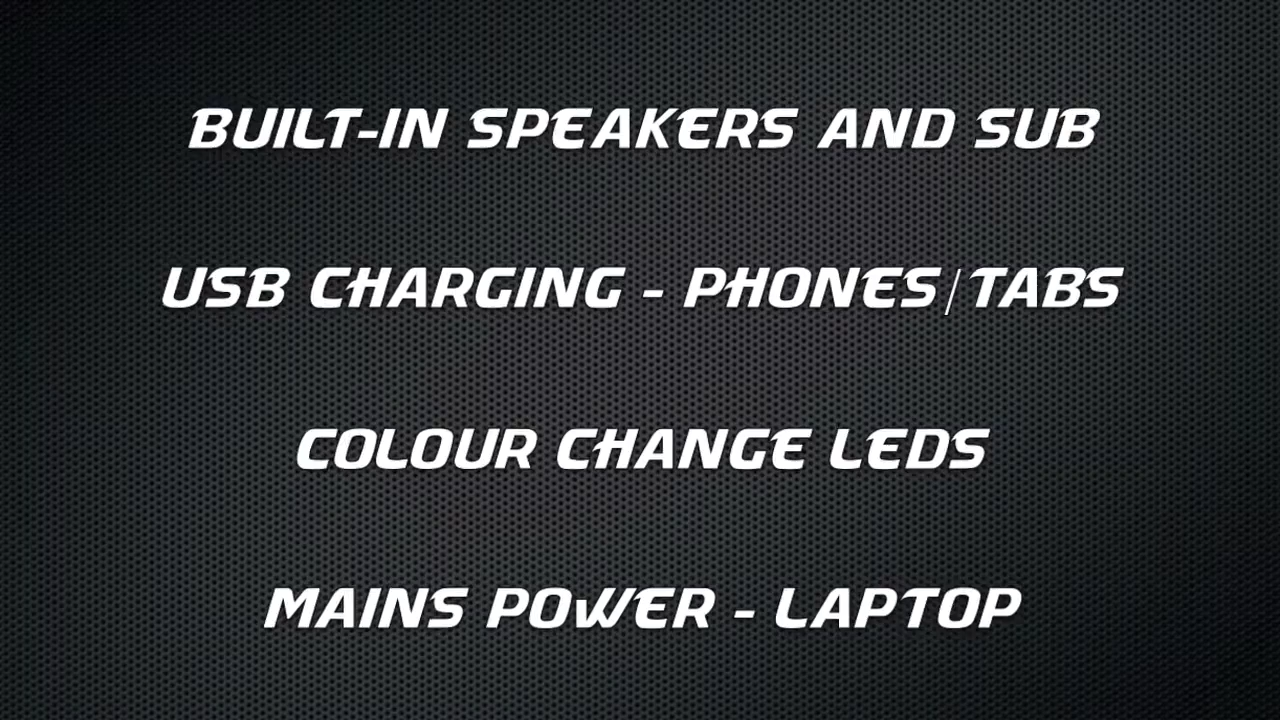 BUILT-IN SPEAKERS AND SUB
USB CHARGING - PHONES/TABS
COLOUR CHANGE LEDS
MAINS POWER - LAPTOP